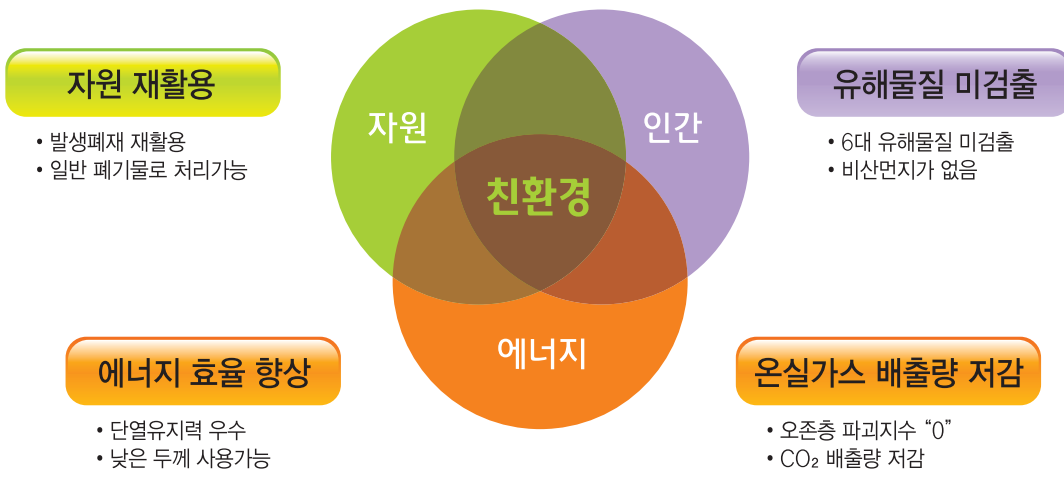 자원 재활용
• 발생폐재 재활용
• 일반 폐기물로 처리가능
자원
인간
친환경
에너지
유해물질 미검출
• 6대 유해물질 미검출
• 비산먼지가 없음
에너지 효율 향상
• 단열유지력 우수
• 낮은 두께 사용가능
온실가스 배출량 저감
• 오존층 파괴지수 “0”
• CO₂ 배출량 저감